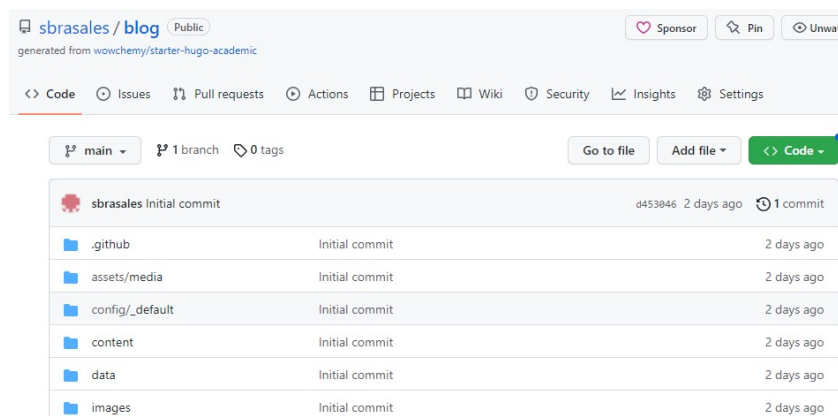 sbrasales / blog Public
Sponsor Pin Unwa
generated from wowchemy/starter-hugo-academic
<> Code Issues Pull requests Actions Projects Wiki Security Insights Settings
main 1 branch 0 tags Go to file Add file <> Code
sbrasales Initial commit d453046 2 days ago 1 commit
.github Initial commit 2 days ago
assets/media Initial commit 2 days ago
config/_default Initial commit 2 days ago
content Initial commit 2 days ago
data Initial commit 2 days ago
images Initial commit 2 days ago